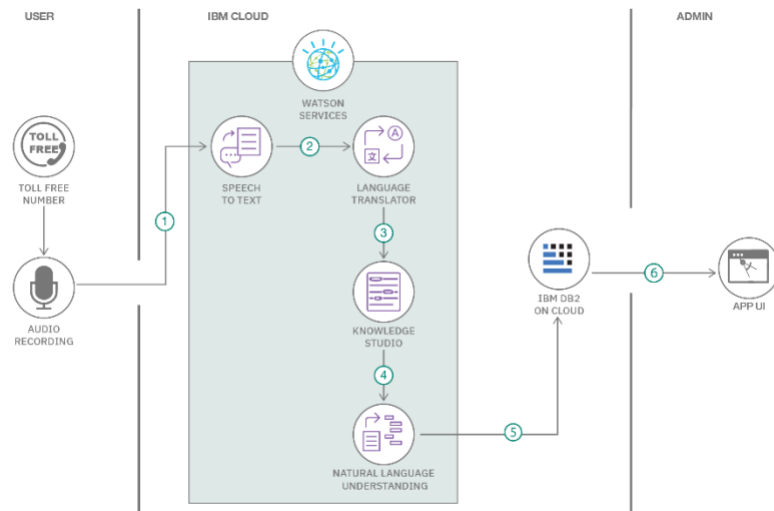 USER
IBM CLOUD
ADMIN
WATSON
SERVICES
TOLL
FREE
TOLL FREE
NUMBER
1
SPEECH
TO TEXT
2
A
文
LANGUAGE
TRANSLATOR
3
AUDIO
RECORDING
KNOWLEDGE
STUDIO
4
NATURAL LANGUAGE
UNDERSTANDING
5
IBM DB2
ON CLOUD
6
APP UI